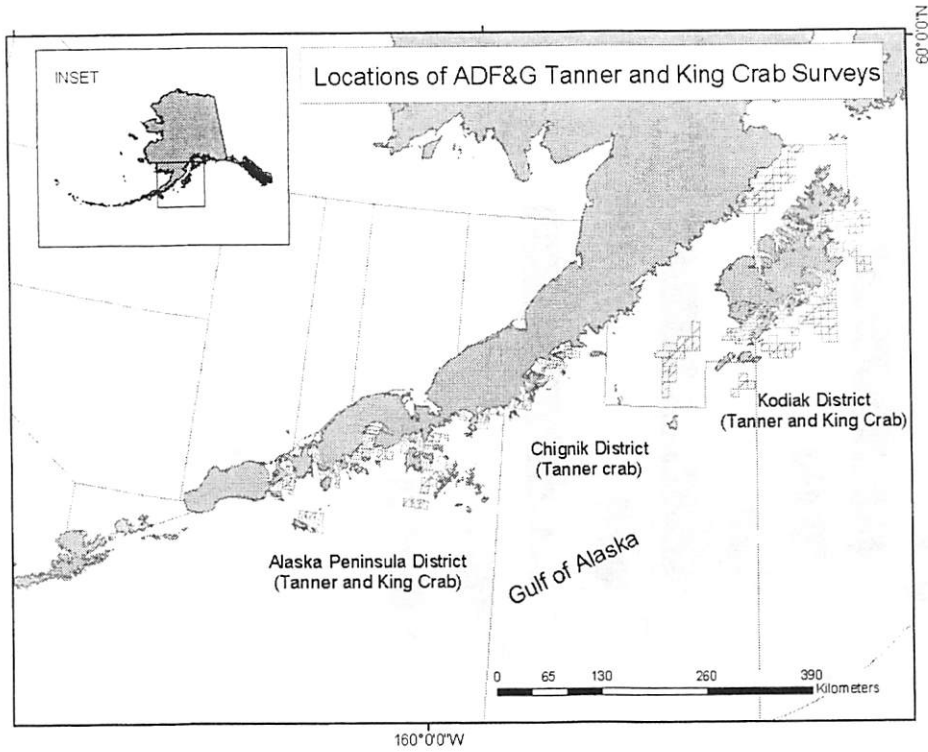 60°0'0"N
INSET
Locations of ADF&G Tanner and King Crab Surveys
Kodiak District
(Tanner and King Crab)
Chignik District
(Tanner crab)
Alaska Peninsula District
(Tanner and King Crab)
Gulf of Alaska
0 65 130 260 390
Kilometers
160°0'0"W